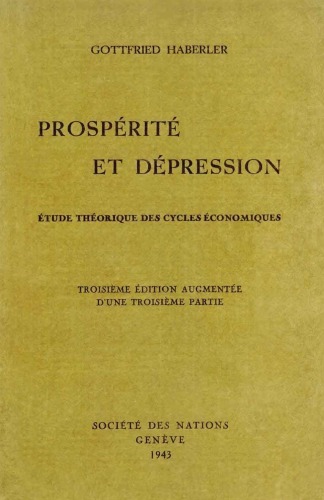 GOTTFRIED HABERLER
PROSPÉRITÉ
ET DÉPRESSION
ÉTUDE THÉORIQUE DES CYCLES ÉCONOMIQUES
TROISIÈME ÉDITION AUGMENTÉE
D'UNE TROISIÈME PARTIE
SOCIÉTÉ DES NATIONS
GENÈVE
1943